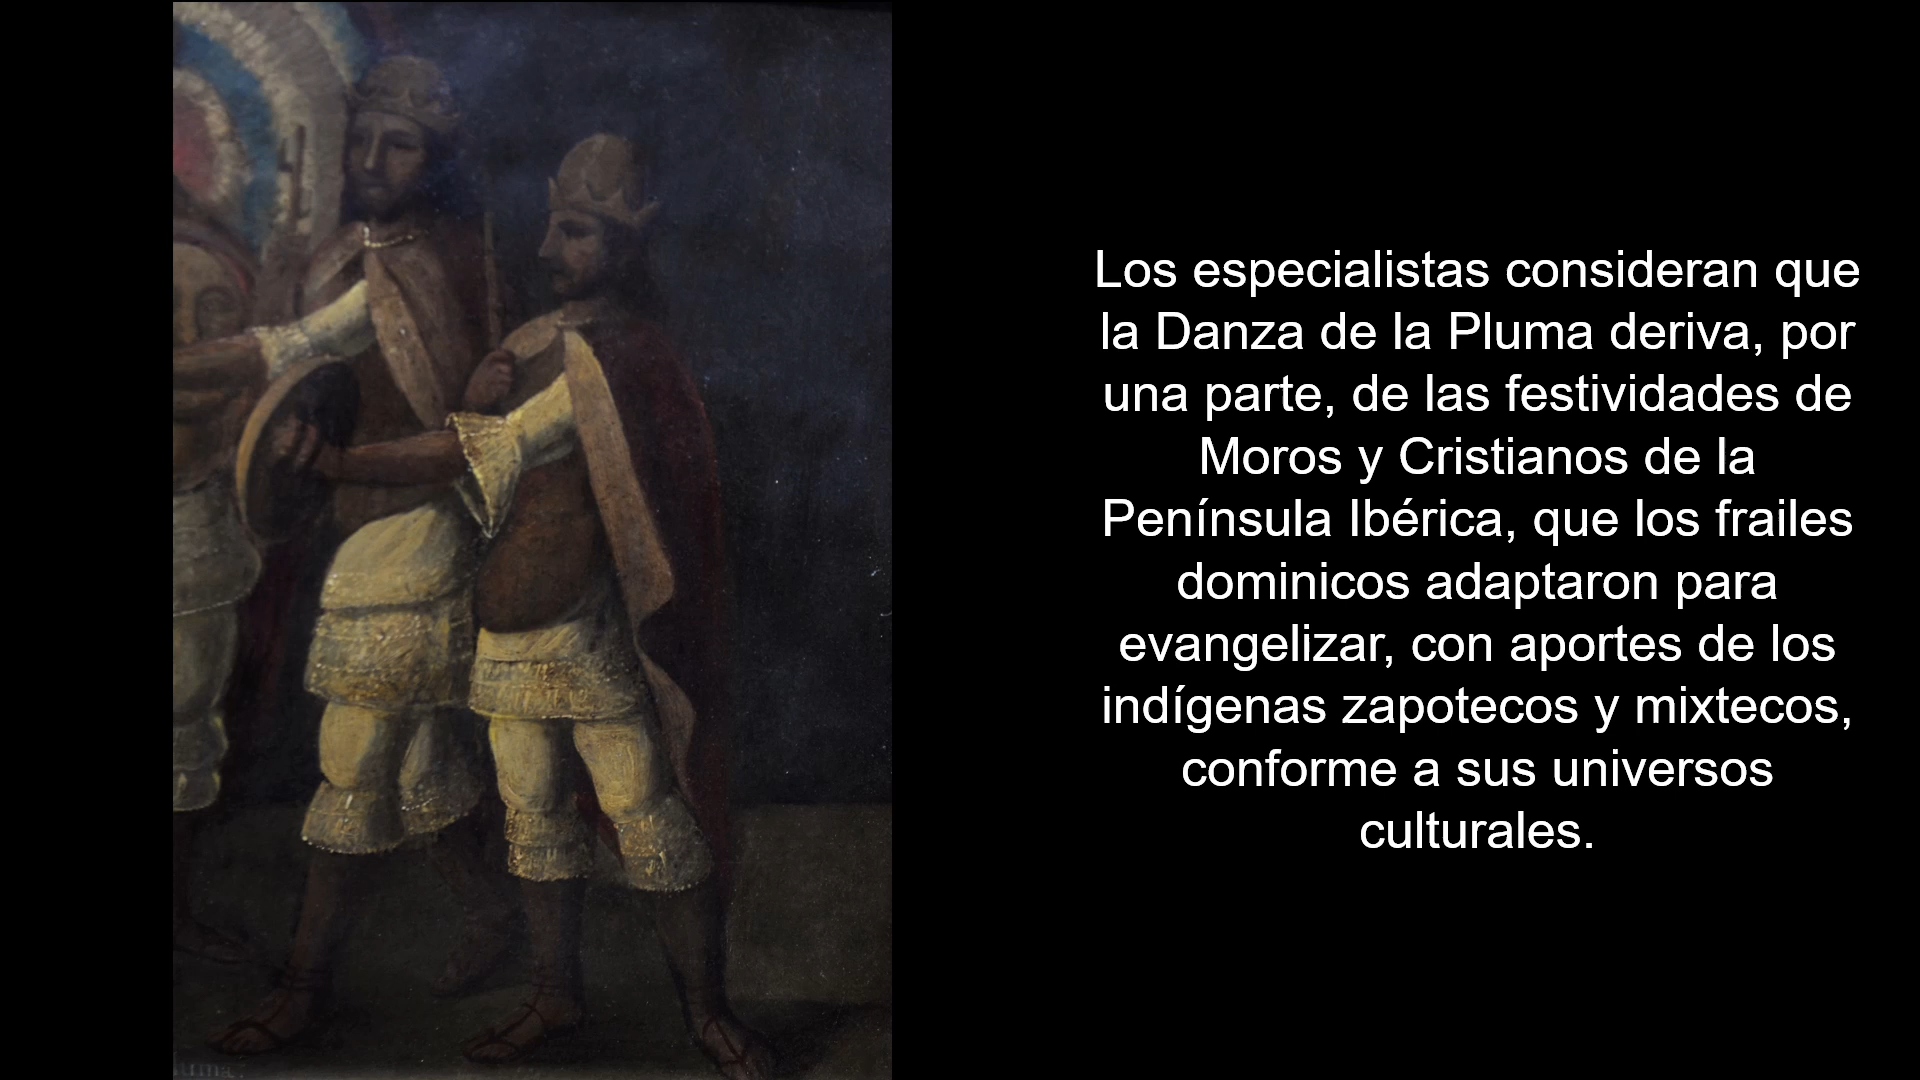 Los especialistas consideran que
la Danza de la Pluma deriva, por
una parte, de las festividades de
Moros y Cristianos de la
Península Ibérica, que los frailes
dominicos adaptaron para
evangelizar, con aportes de los
indígenas zapotecos y mixtecos,
conforme a sus universos
culturales.